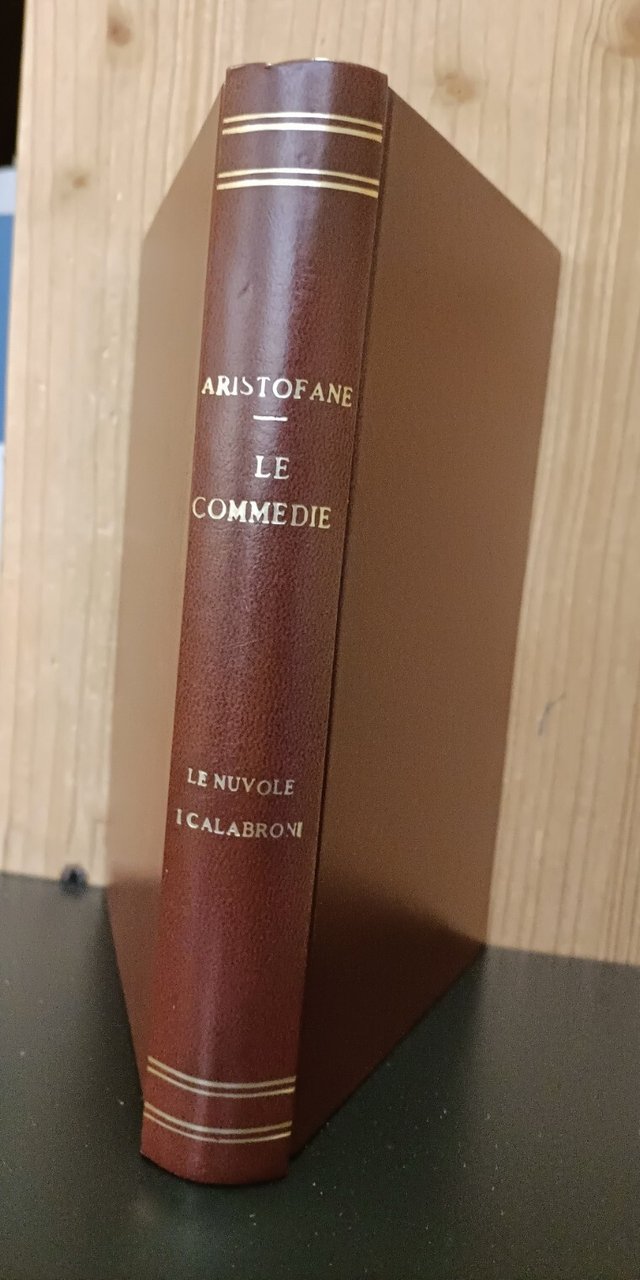 ARISTOFANE
LE
COMMEDIE
LE NUVOLE
I CALABRONI